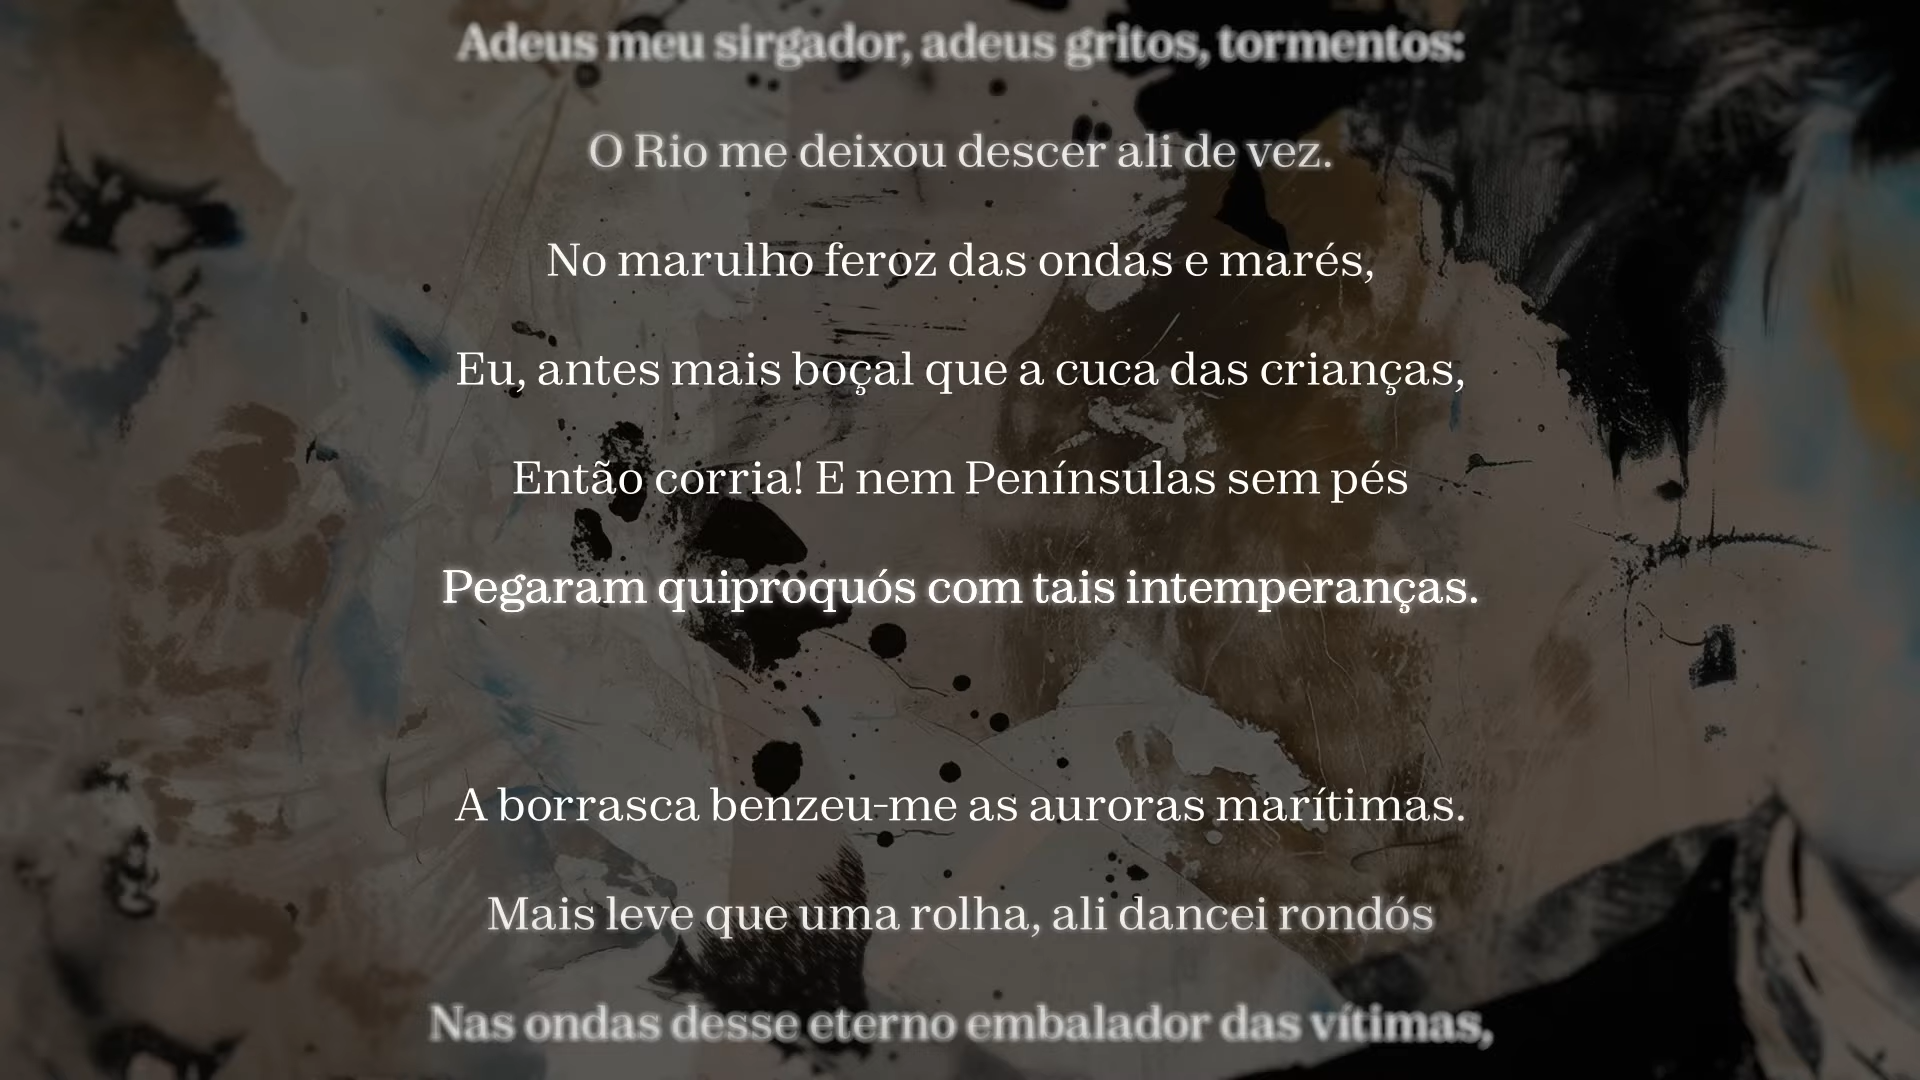 Adeus meu sirgador, adeus gritos, tormentos:
O Rio me deixou descer ali de vez.
No marulho feroz das ondas e marés,
Eu, antes mais boçal que a cuca das crianças,
Então corria! E nem Penínsulas sem pés
Pegaram quiproquós com tais intemperanças.
A borrasca benzeu-me as auroras marítimas.
Mais leve que uma rolha, ali dancei rondós
Nas ondas desse eterno embalador das vítimas,